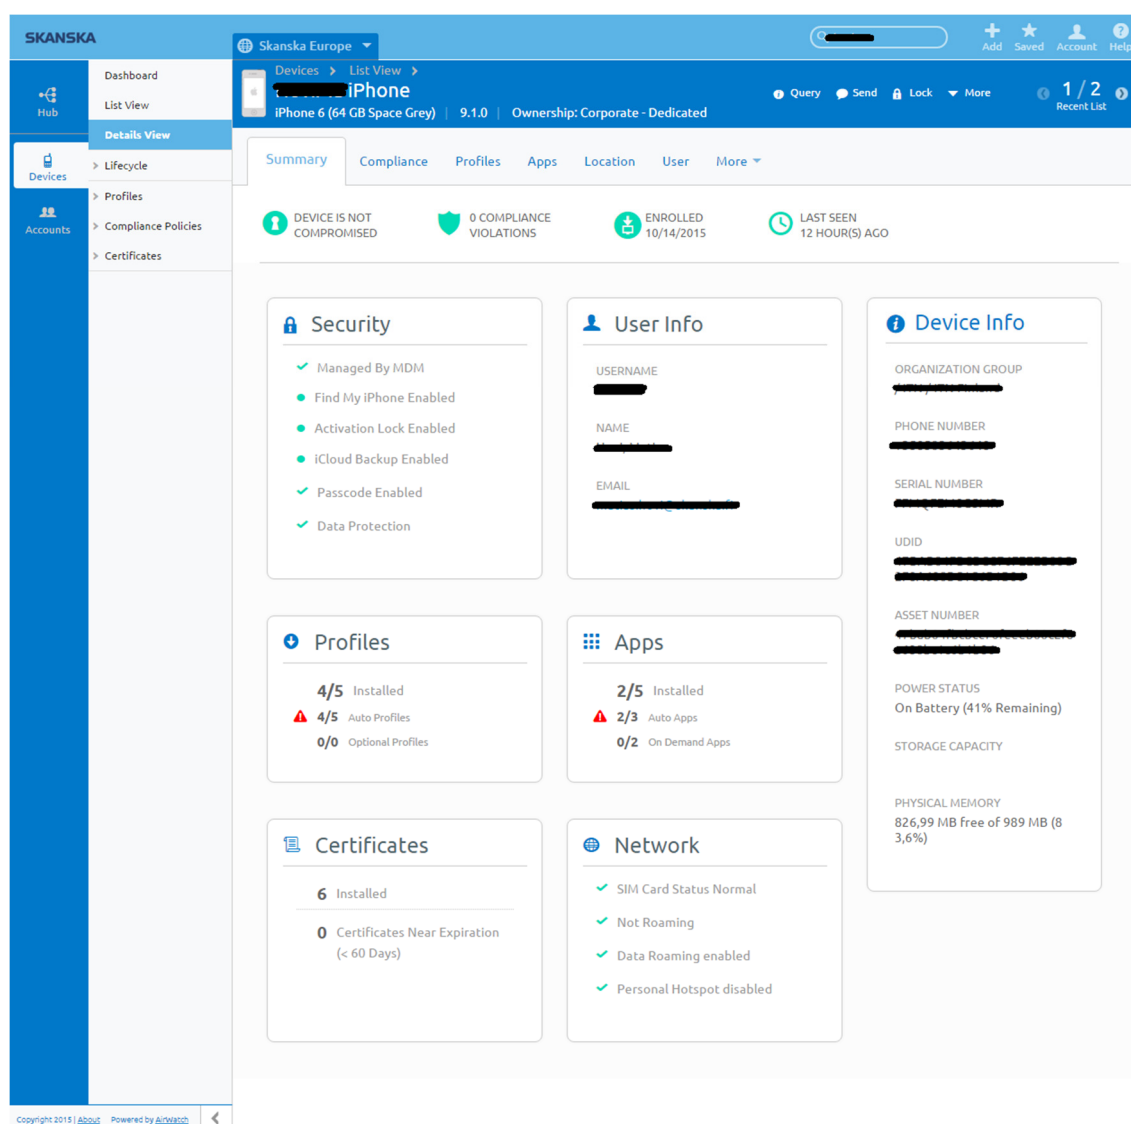 SKANSKA
Skanska Europe
Add Saved Account Help
Hub
Devices
Accounts
Dashboard
List View
Details View
Lifecycle
Profiles
Compliance Policies
Certificates
Devices > List View >
iPhone
iPhone 6 (64 GB Space Grey) | 9.1.0 | Ownership: Corporate - Dedicated
Query Send Lock More
1 / 2
Recent List
Summary Compliance Profiles Apps Location User More
DEVICE IS NOT
COMPROMISED
0 COMPLIANCE
VIOLATIONS
ENROLLED
10/14/2015
LAST SEEN
12 HOUR(S) AGO
Security
Managed By MDM
Find My iPhone Enabled
Activation Lock Enabled
iCloud Backup Enabled
Passcode Enabled
Data Protection
User Info
USERNAME
NAME
EMAIL
Device Info
ORGANIZATION GROUP
PHONE NUMBER
SERIAL NUMBER
UDID
ASSET NUMBER
POWER STATUS
On Battery (41% Remaining)
STORAGE CAPACITY
PHYSICAL MEMORY
826,99 MB free of 989 MB (8
3,6%)
Profiles
4/5 Installed
4/5 Auto Profiles
0/0 Optional Profiles
Apps
2/5 Installed
2/3 Auto Apps
0/2 On Demand Apps
Certificates
6 Installed
0 Certificates Near Expiration
(< 60 Days)
Network
SIM Card Status Normal
Not Roaming
Data Roaming enabled
Personal Hotspot disabled
Copyright 2015 | About Powered by AirWatch